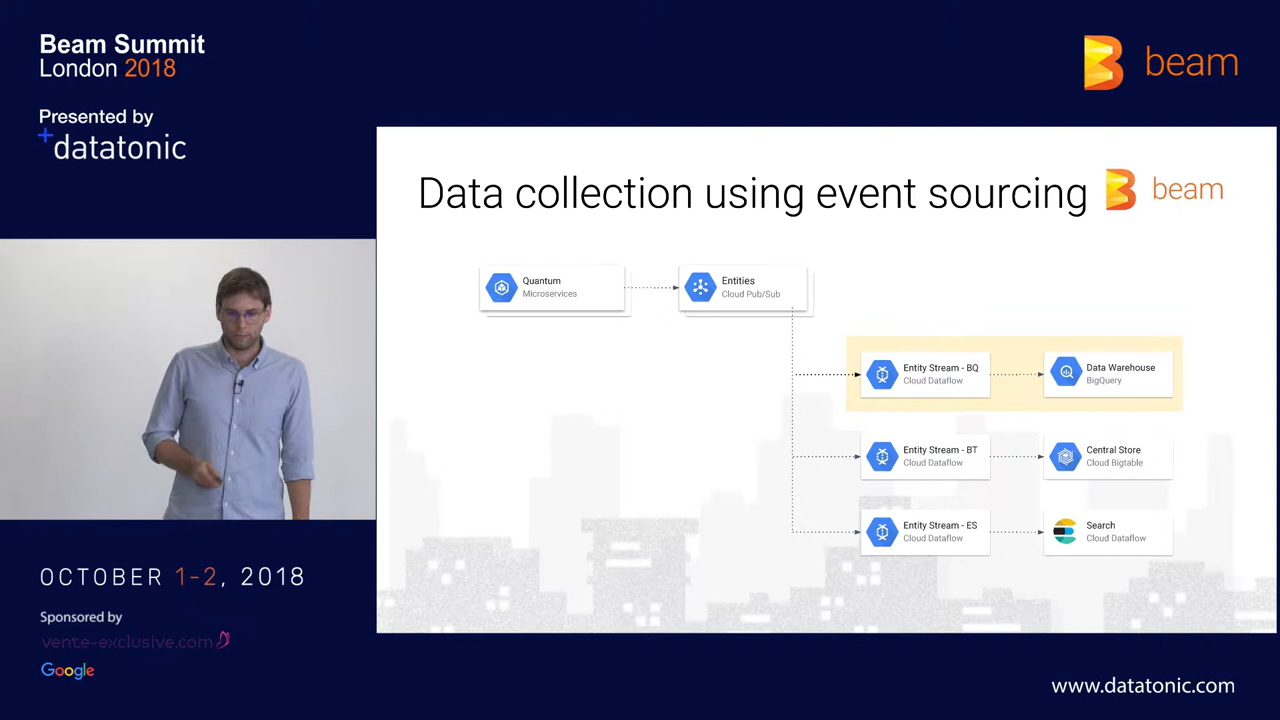 Beam Summit
London 2018
Presented by
+datatonic
beam
Data collection using event sourcing
beam
Quantum
Microservices
Entities
Cloud Pub/Sub
Entity Stream - BQ
Cloud Dataflow
Data Warehouse
BigQuery
Entity Stream - BT
Cloud Dataflow
Central Store
Cloud Bigtable
Entity Stream - ES
Cloud Dataflow
Search
Cloud Dataflow
OCTOBER 1-2, 2018
Sponsored by
vente-exclusive.com
Google
www.datatonic.com